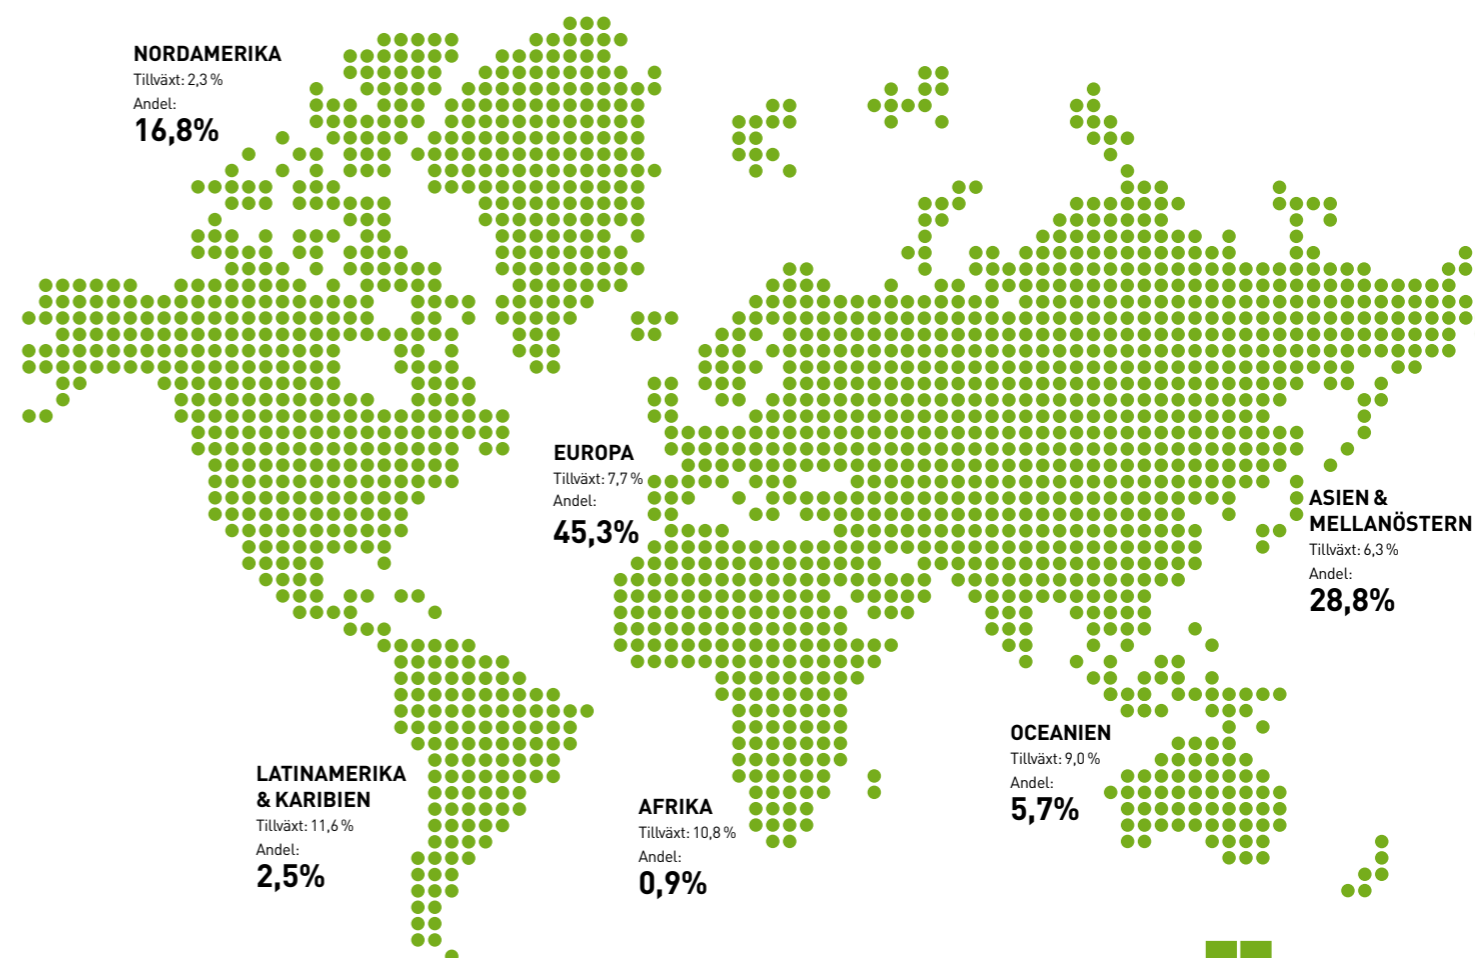 NORDAMERIKA
Tillväxt: 2,3 %
Andel:
16,8%
EUROPA
Tillväxt: 7,7 %
Andel:
45,3%
ASIEN &
MELLANÖSTERN
Tillväxt: 6,3 %
Andel:
28,8%
OCEANIEN
Tillväxt: 9,0 %
Andel:
5,7%
LATINAMERIKA
& KARIBIEN
Tillväxt: 11,6 %
Andel:
2,5%
AFRIKA
Tillväxt: 10,8 %
Andel:
0,9%